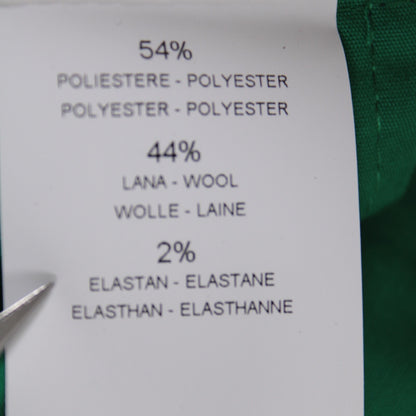 54%
POLIESTERE - POLYESTER
POLYESTER - POLYESTER
44%
LANA - WOOL
WOLLE - LAINE
2%
ELASTAN - ELASTANE
ELASTHAN - ELASTHANNE